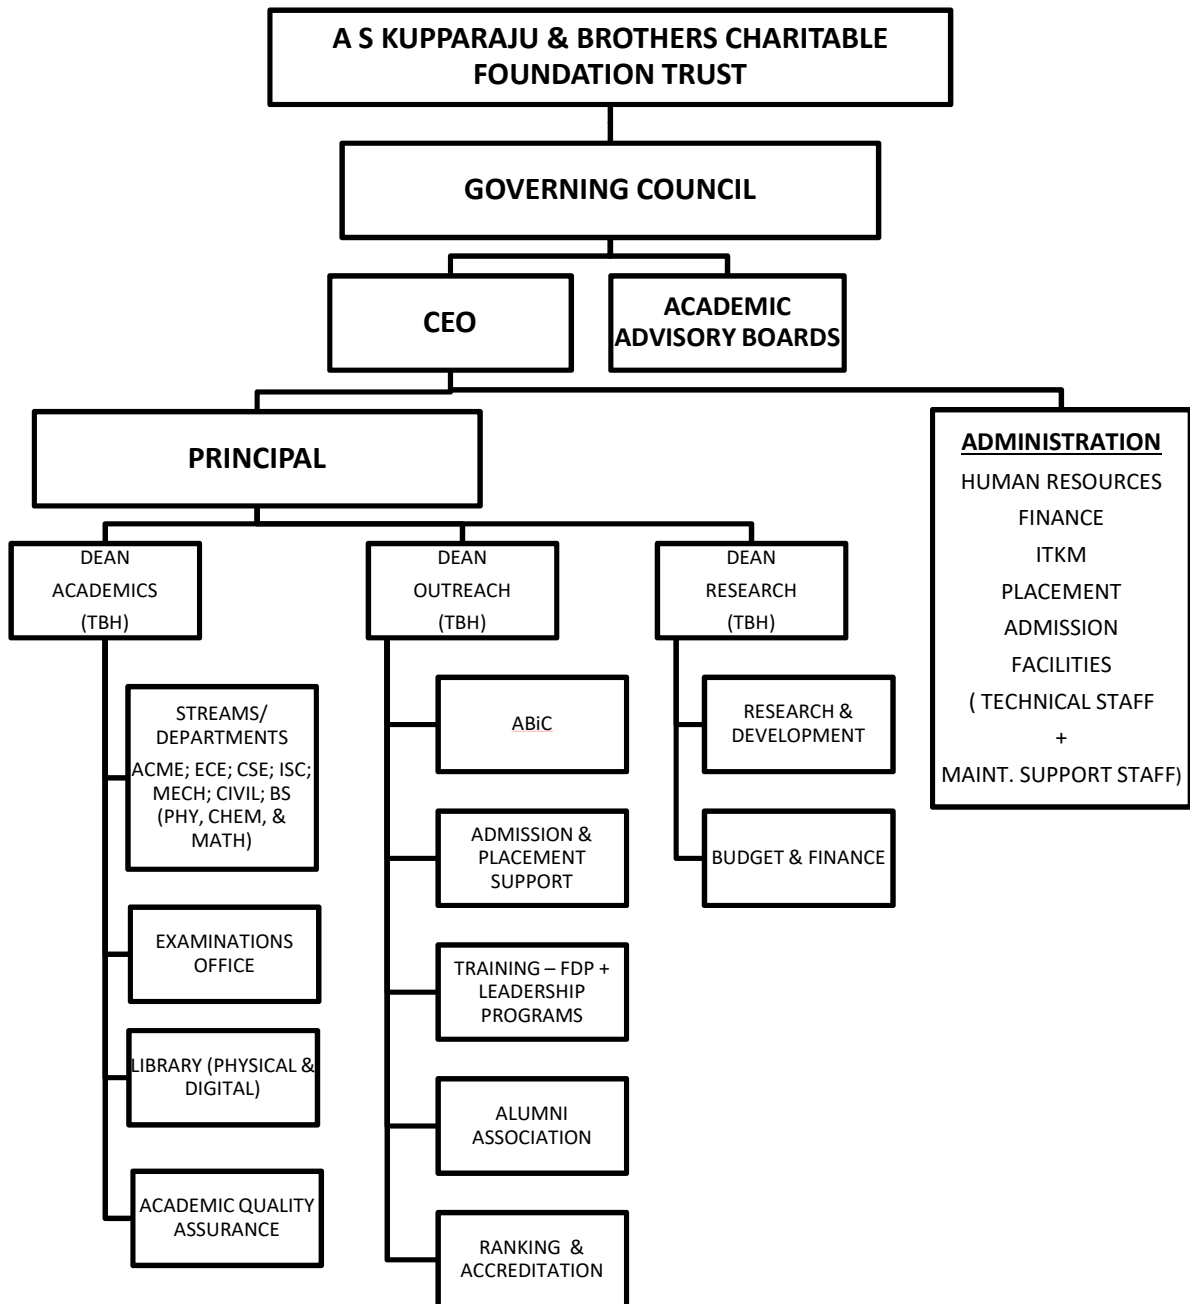 A S KUPPARAJU & BROTHERS CHARITABLE
FOUNDATION TRUST
GOVERNING COUNCIL
CEO
ACADEMIC
ADVISORY BOARDS
PRINCIPAL
ADMINISTRATION
HUMAN RESOURCES
FINANCE
ITKM
PLACEMENT
ADMISSION
FACILITIES
( TECHNICAL STAFF
+
MAINT. SUPPORT STAFF)
DEAN
ACADEMICS
(TBH)
STREAMS/
DEPARTMENTS
ACME; ECE; CSE; ISC;
MECH; CIVIL; BS
(PHY, CHEM, &
MATH)
EXAMINATIONS
OFFICE
LIBRARY (PHYSICAL &
DIGITAL)
ACADEMIC QUALITY
ASSURANCE
DEAN
OUTREACH
(TBH)
ABiC
ADMISSION &
PLACEMENT
SUPPORT
TRAINING – FDP +
LEADERSHIP
PROGRAMS
ALUMNI
ASSOCIATION
RANKING &
ACCREDITATION
DEAN
RESEARCH
(TBH)
RESEARCH &
DEVELOPMENT
BUDGET & FINANCE